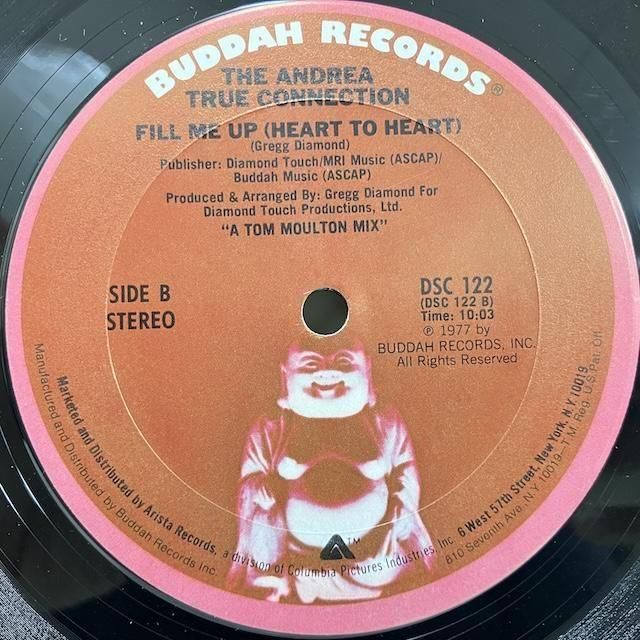 BUDDAH RECORDS®
THE ANDREA
TRUE CONNECTION
FILL ME UP (HEART TO HEART)
(Gregg Diamond)
Publisher: Diamond Touch/MRI Music (ASCAP)/
Buddah Music (ASCAP)
Produced & Arranged By: Gregg Diamond For
Diamond Touch Productions, Ltd.
"A TOM MOULTON MIX"
SIDE B
STEREO
DSC 122
(DSC 122 B)
Time: 10:03
℗ 1977 by
BUDDAH RECORDS, INC.
All Rights Reserved
TM
Marketed and Distributed by Arista Records, a division of Columbia Pictures Industries, Inc. 6 West 57th Street, New York, N.Y. 10019
Manufactured and Distributed by Buddah Records Inc. 810 Seventh Ave. N.Y. 10019–T.M. Reg. U.S. Pat. Off.